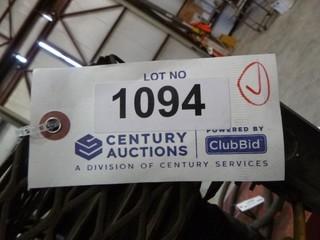 LOT NO
1094
CENTURY AUCTIONS
POWERED BY
ClubBid
A DIVISION OF CENTURY SERVICES